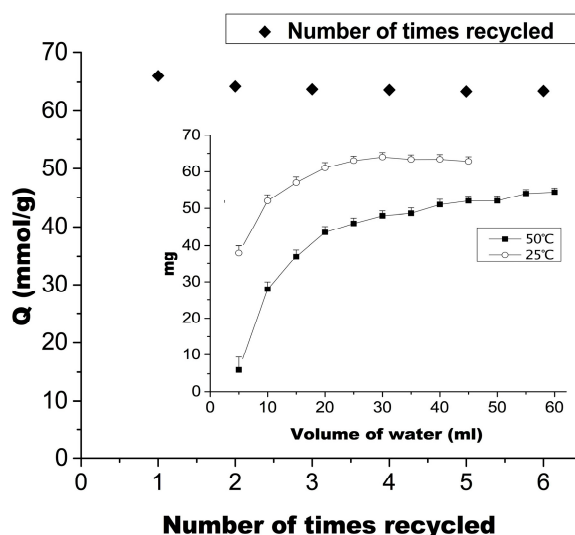 ◆ Number of times recycled
70
60
50
40
30
20
10
0
Q (mmol/g)
70
60
50
40
30
20
10
0
mg
50℃
25℃
0 10 20 30 40 50 60
Volume of water (ml)
0 1 2 3 4 5 6
Number of times recycled